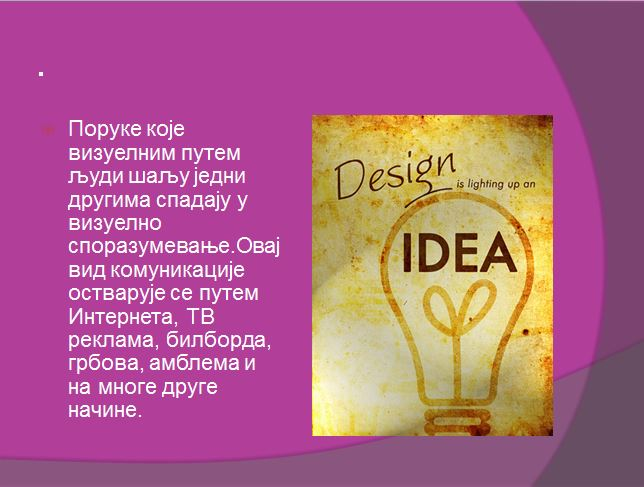 .
Поруке које
визуелним путем
људи шаљу једни
другима спадају у
визуелно
споразумевање.Овај
вид комуникације
остварује се путем
Интернета, ТВ
реклама, билборда,
грбова, амблема и
на многе друге
начине.
Design
is lighting up an
IDEA